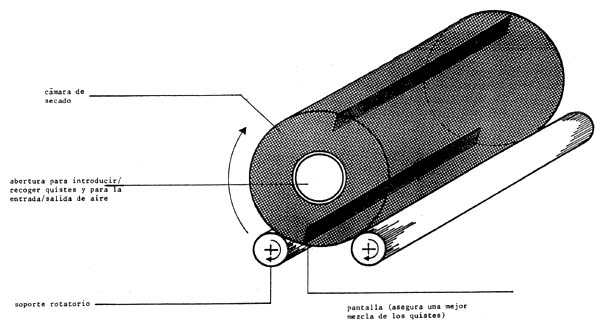 cãmara de
secado
abertura para introducir/
recoger quistes y para la
entrada/salida de aire
soporte rotatorio
pantalla (asegura una mejor
mezcla de los quistes)